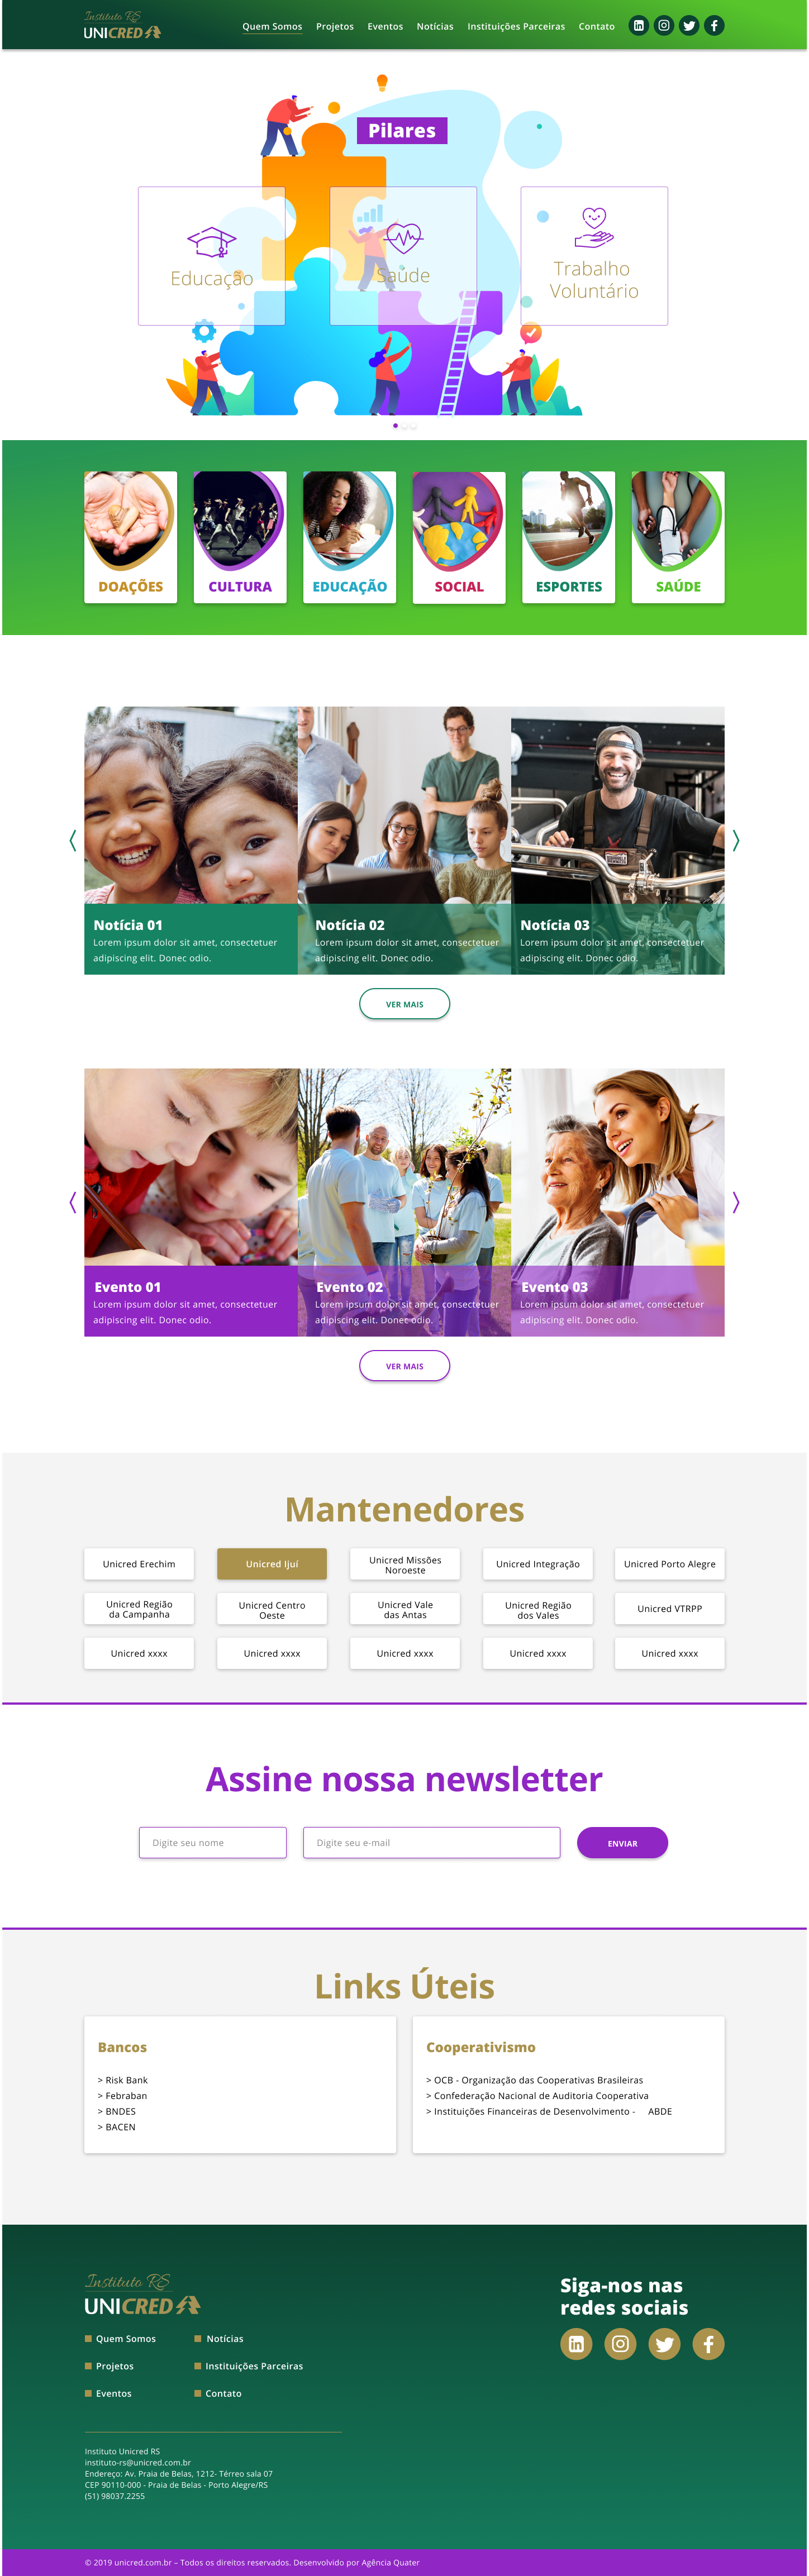 Instituto RS
UNICRED
Quem Somos
Projetos
Eventos
Notícias
Instituições Parceiras
Contato
Pilares
Educação
Saúde
Trabalho
Voluntário
DOAÇÕES
CULTURA
EDUCAÇÃO
SOCIAL
ESPORTES
SAÚDE
Notícia 01
Lorem ipsum dolor sit amet, consectetuer
adipiscing elit. Donec odio.
Notícia 02
Lorem ipsum dolor sit amet, consectetuer
adipiscing elit. Donec odio.
Notícia 03
Lorem ipsum dolor sit amet, consectetuer
adipiscing elit. Donec odio.
VER MAIS
Evento 01
Lorem ipsum dolor sit amet, consectetuer
adipiscing elit. Donec odio.
Evento 02
Lorem ipsum dolor sit amet, consectetuer
adipiscing elit. Donec odio.
Evento 03
Lorem ipsum dolor sit amet, consectetuer
adipiscing elit. Donec odio.
VER MAIS
Mantenedores
Unicred Erechim
Unicred Ijuí
Unicred Missões
Noroeste
Unicred Integração
Unicred Porto Alegre
Unicred Região
da Campanha
Unicred Centro
Oeste
Unicred Vale
das Antas
Unicred Região
dos Vales
Unicred VTRPP
Unicred xxxx
Unicred xxxx
Unicred xxxx
Unicred xxxx
Unicred xxxx
Assine nossa newsletter
Digite seu nome
Digite seu e-mail
ENVIAR
Links Úteis
Bancos
> Risk Bank
> Febraban
> BNDES
> BACEN
Cooperativismo
> OCB - Organização das Cooperativas Brasileiras
> Confederação Nacional de Auditoria Cooperativa
> Instituições Financeiras de Desenvolvimento - ABDE
Instituto RS
UNICRED
Quem Somos
Notícias
Projetos
Instituições Parceiras
Eventos
Contato
Siga-nos nas
redes sociais
Instituto Unicred RS
instituto-rs@unicred.com.br
Endereço: Av. Praia de Belas, 1212- Térreo sala 07
CEP 90110-000 - Praia de Belas - Porto Alegre/RS
(51) 98037.2255
© 2019 unicred.com.br – Todos os direitos reservados. Desenvolvido por Agência Quater